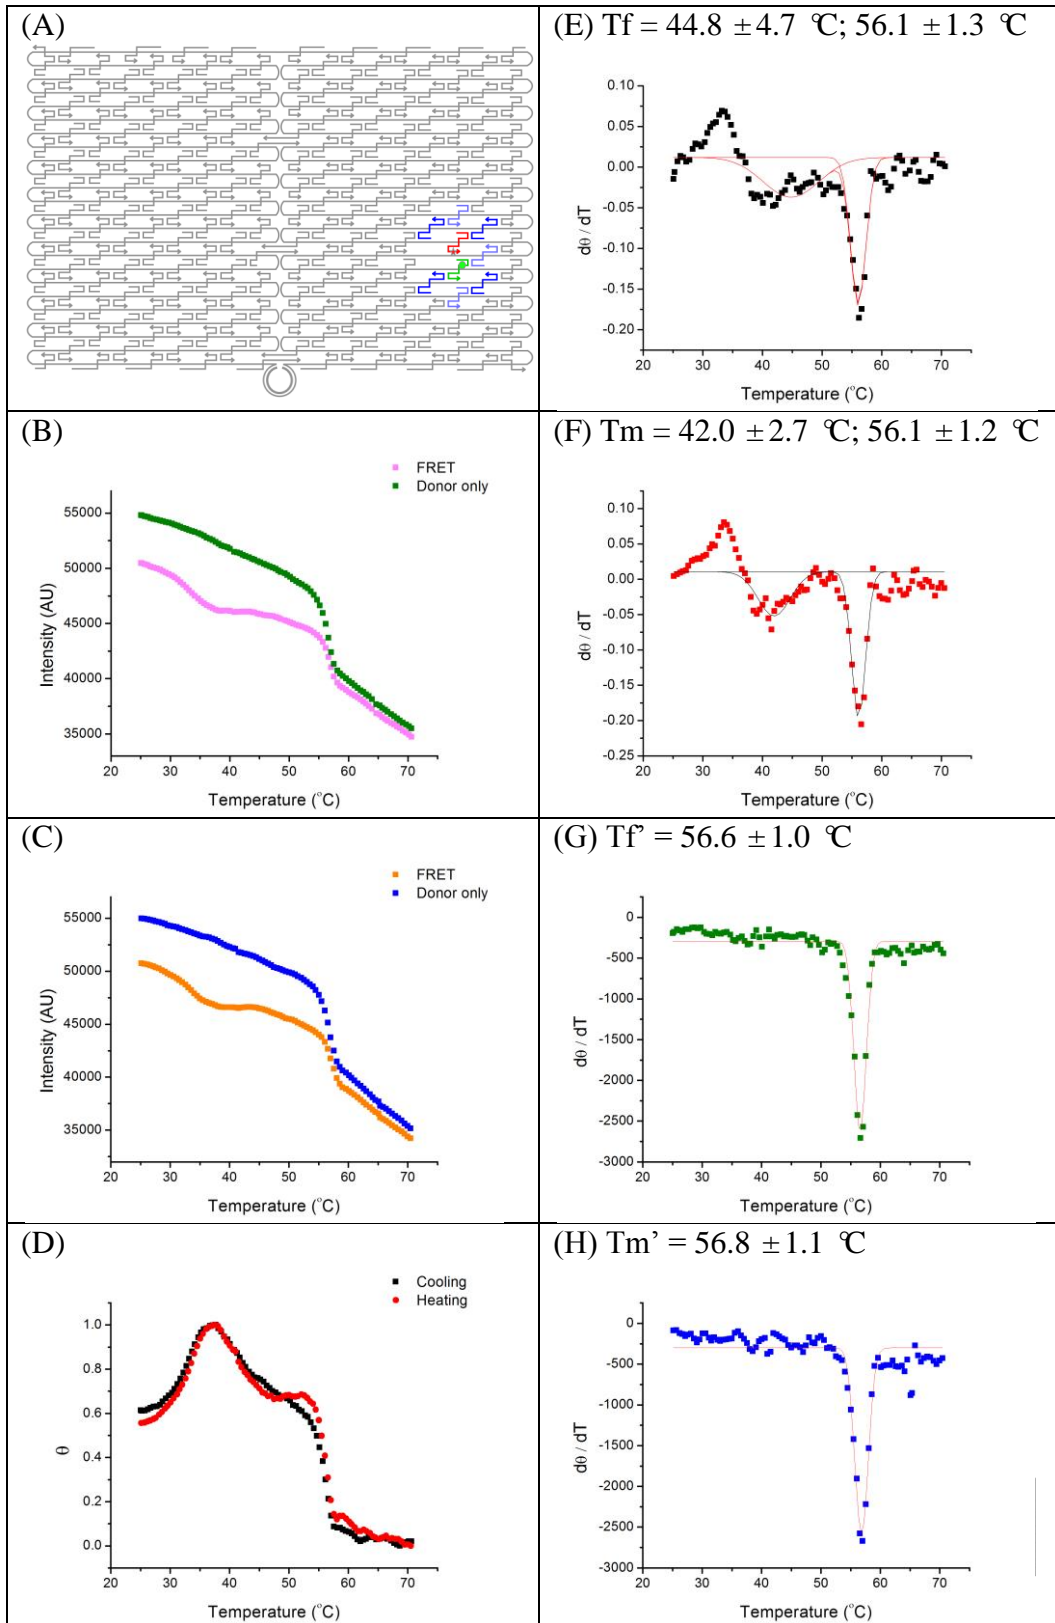 (A)
(B)
FRET
Donor only
55000
50000
45000
40000
35000
Intensity (AU)
20 30 40 50 60 70
Temperature (°C)
(C)
FRET
Donor only
55000
50000
45000
40000
35000
Intensity (AU)
20 30 40 50 60 70
Temperature (°C)
(D)
Cooling
Heating
1.0
0.8
0.6
0.4
0.2
0.0
θ
20 30 40 50 60 70
Temperature (°C)
(E) Tf = 44.8 ±4.7 ℃; 56.1 ±1.3 ℃
0.10
0.05
0.00
-0.05
-0.10
-0.15
-0.20
dθ / dT
20 30 40 50 60 70
Temperature (°C)
(F) Tm = 42.0 ±2.7 ℃; 56.1 ±1.2 ℃
0.10
0.05
0.00
-0.05
-0.10
-0.15
-0.20
-0.25
dθ / dT
20 30 40 50 60 70
Temperature (°C)
(G) Tf’ = 56.6 ±1.0 ℃
0
-500
-1000
-1500
-2000
-2500
-3000
dθ / dT
20 30 40 50 60 70
Temperature (°C)
(H) Tm’ = 56.8 ±1.1 ℃
0
-500
-1000
-1500
-2000
-2500
-3000
dθ / dT
20 30 40 50 60 70
Temperature (°C)